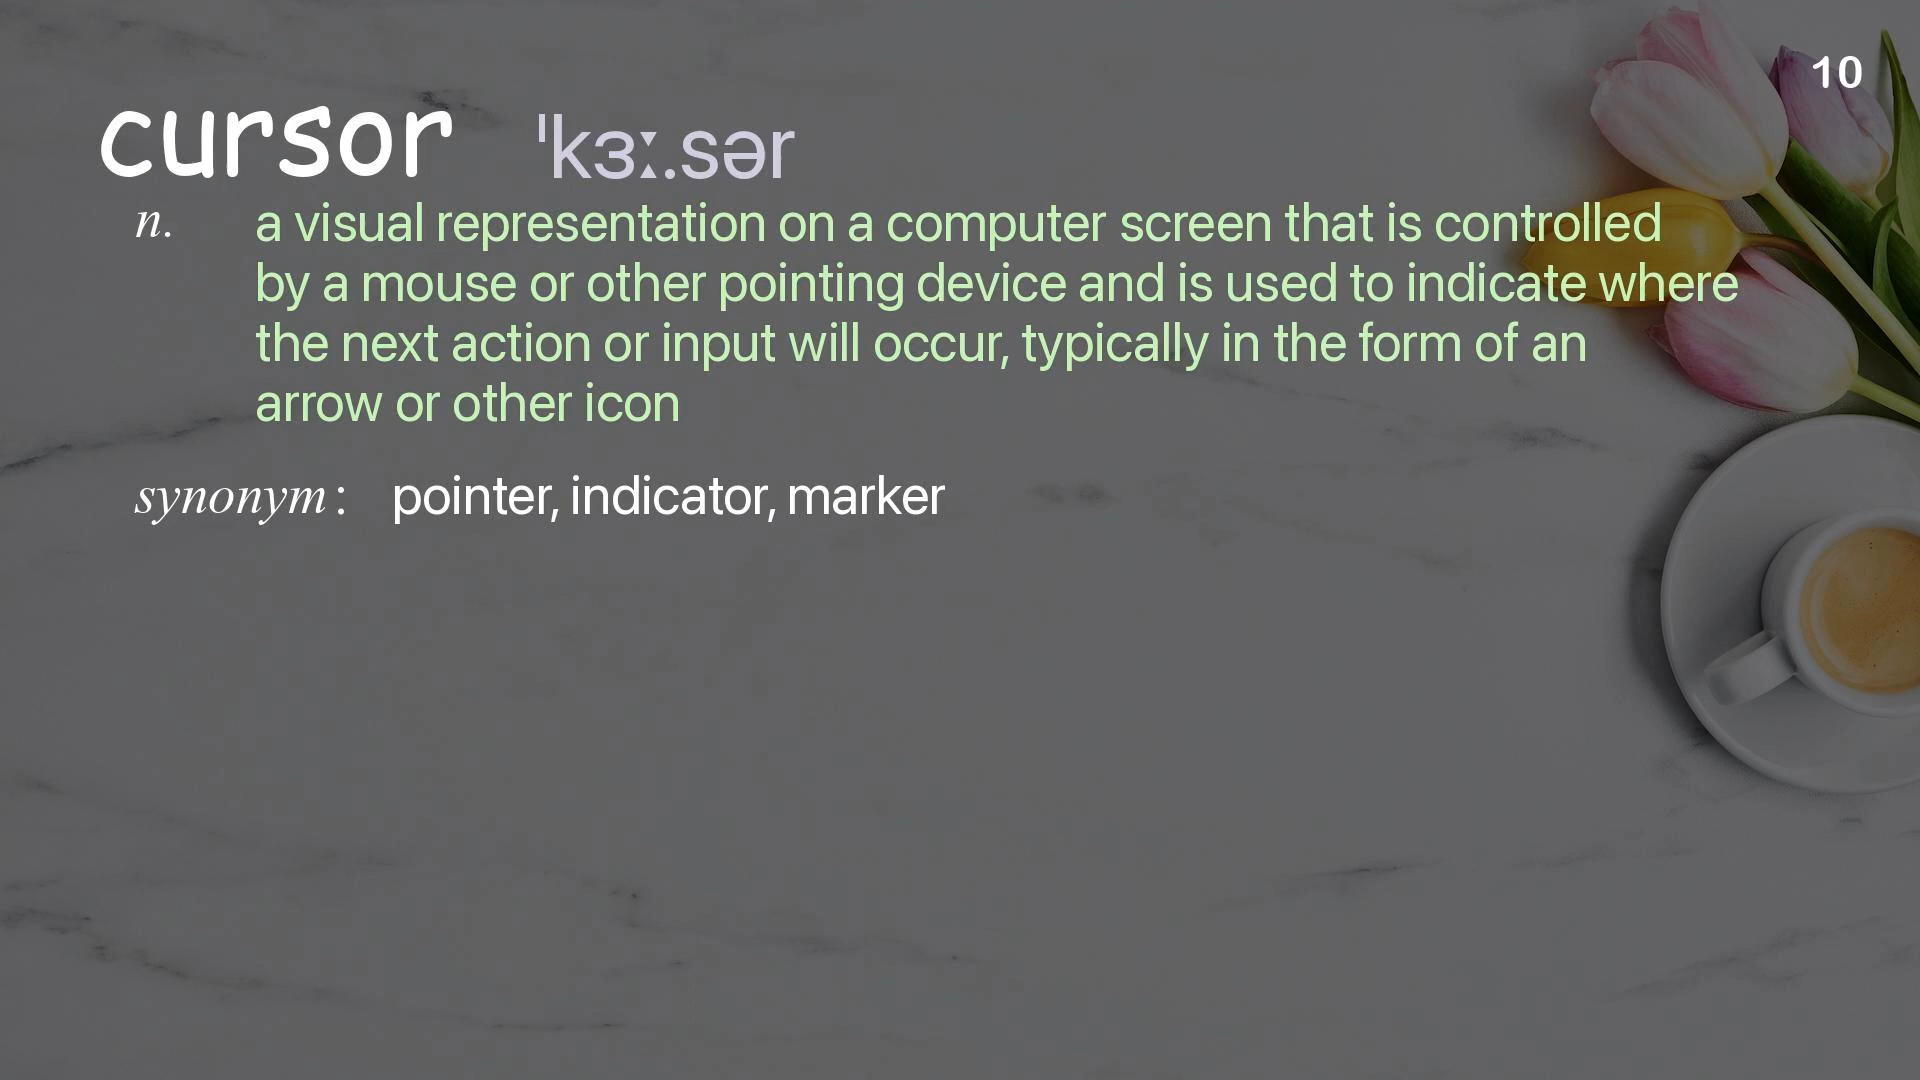 10
cursor ˈkɜː.sər
n. a visual representation on a computer screen that is controlled
by a mouse or other pointing device and is used to indicate where
the next action or input will occur, typically in the form of an
arrow or other icon
synonym: pointer, indicator, marker